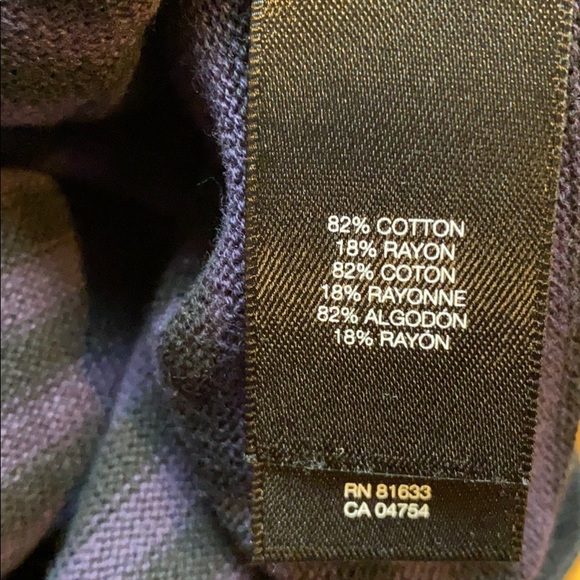 82% COTTON
18% RAYON
82% COTON
18% RAYONNE
82% ALGODÓN
18% RAYÓN
RN 81633
CA 04754